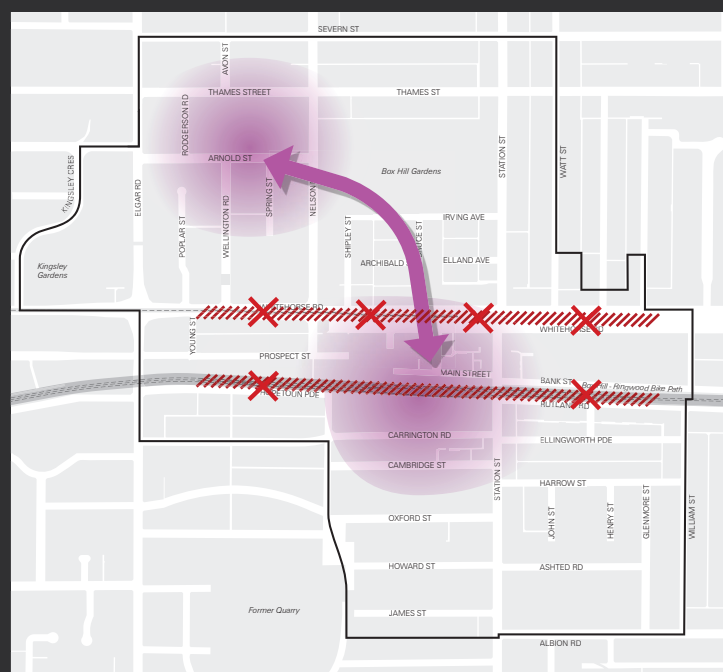 SEVERN ST
AVON ST
THAMES STREET
THAMES ST
RODGERSON RD
ARNOLD ST
STATION ST
WATT ST
KINGSLEY CRES
ELGAR RD
Box Hill Gardens
SPRING ST
WELLINGTON RD
POPLAR ST
SHIPLEY ST
IRVING AVE
ELLAND AVE
ARCHIBALD
Kingsley
Gardens
YOUNG ST
PROSPECT ST
MAIN STREET
BANK ST
Box Hill - Ringwood Bike Path
RUTLAND RD
CARRINGTON RD
ELLINGWORTH PDE
CAMBRIDGE ST
STATION ST
HARROW ST
OXFORD ST
JOHN ST
HENRY ST
GLENMORE ST
WILLIAM ST
HOWARD ST
ASHTED RD
Former Quarry
JAMES ST
ALBION RD